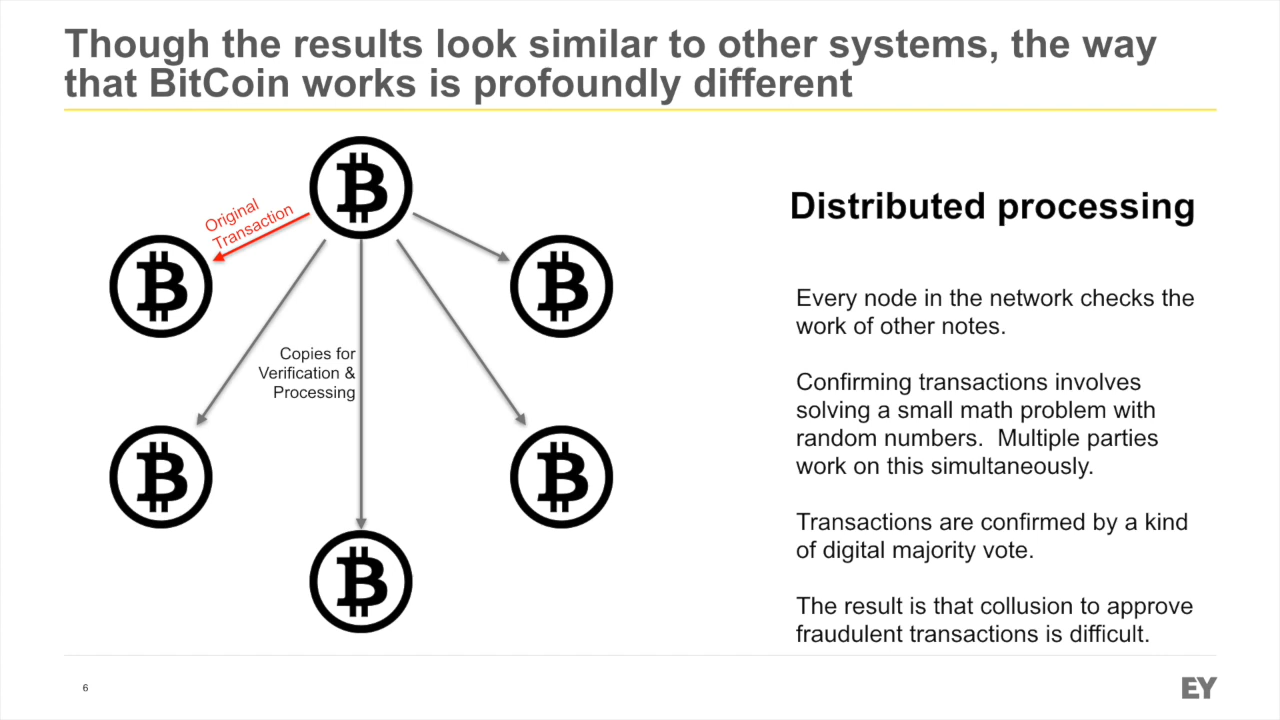 Though the results look similar to other systems, the way
that BitCoin works is profoundly different
Original
Transaction
Copies for
Verification &
Processing
Distributed processing
Every node in the network checks the
work of other notes.
Confirming transactions involves
solving a small math problem with
random numbers.  Multiple parties
work on this simultaneously.
Transactions are confirmed by a kind
of digital majority vote.
The result is that collusion to approve
fraudulent transactions is difficult.
6
EY